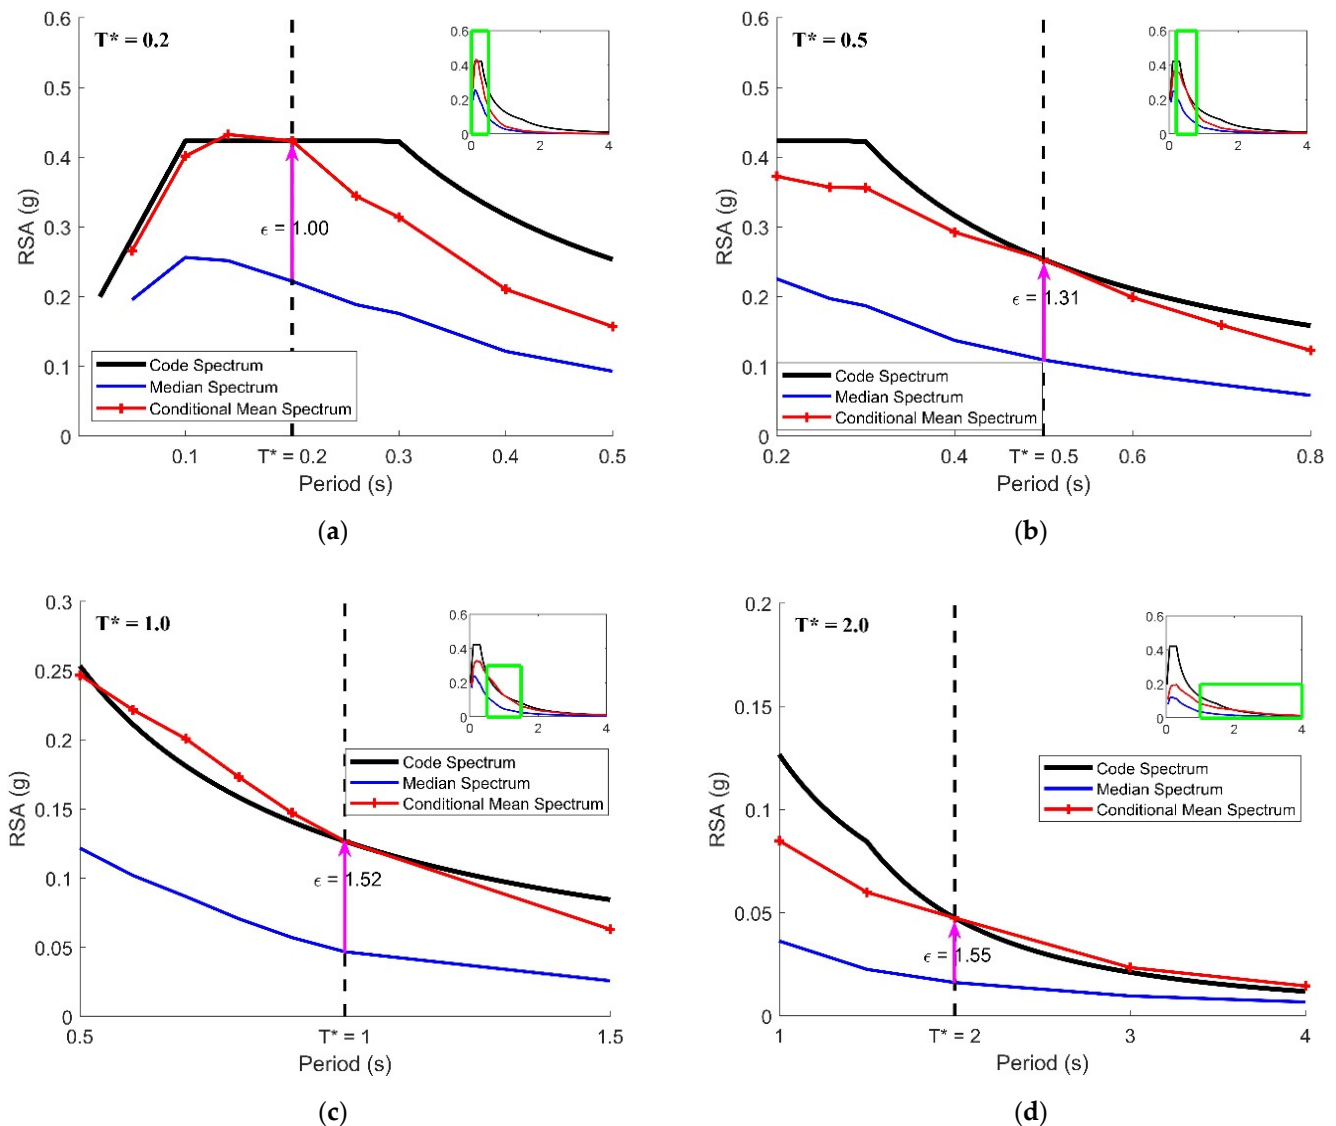 T* = 0.2
0.6
0.5
0.4
0.3
0.2
0.1
0
RSA (g)
0.6
0.4
0.2
0
0 2 4
ϵ = 1.00
Code Spectrum
Median Spectrum
Conditional Mean Spectrum
0.1 T* = 0.2 0.3 0.4 0.5
Period (s)
(a)
T* = 0.5
0.6
0.5
0.4
0.3
0.2
0.1
0
RSA (g)
0.6
0.4
0.2
0
0 2 4
ϵ = 1.31
Code Spectrum
Median Spectrum
Conditional Mean Spectrum
0.2 0.4 T* = 0.5 0.6 0.8
Period (s)
(b)
T* = 1.0
0.3
0.25
0.2
0.15
0.1
0.05
0
RSA (g)
0.6
0.4
0.2
0
0 2 4
Code Spectrum
Median Spectrum
Conditional Mean Spectrum
ϵ = 1.52
0.5 T* = 1 1.5
Period (s)
(c)
T* = 2.0
0.2
0.15
0.1
0.05
0
RSA (g)
0.6
0.4
0.2
0
0 2 4
Code Spectrum
Median Spectrum
Conditional Mean Spectrum
ϵ = 1.55
1 T* = 2 3 4
Period (s)
(d)